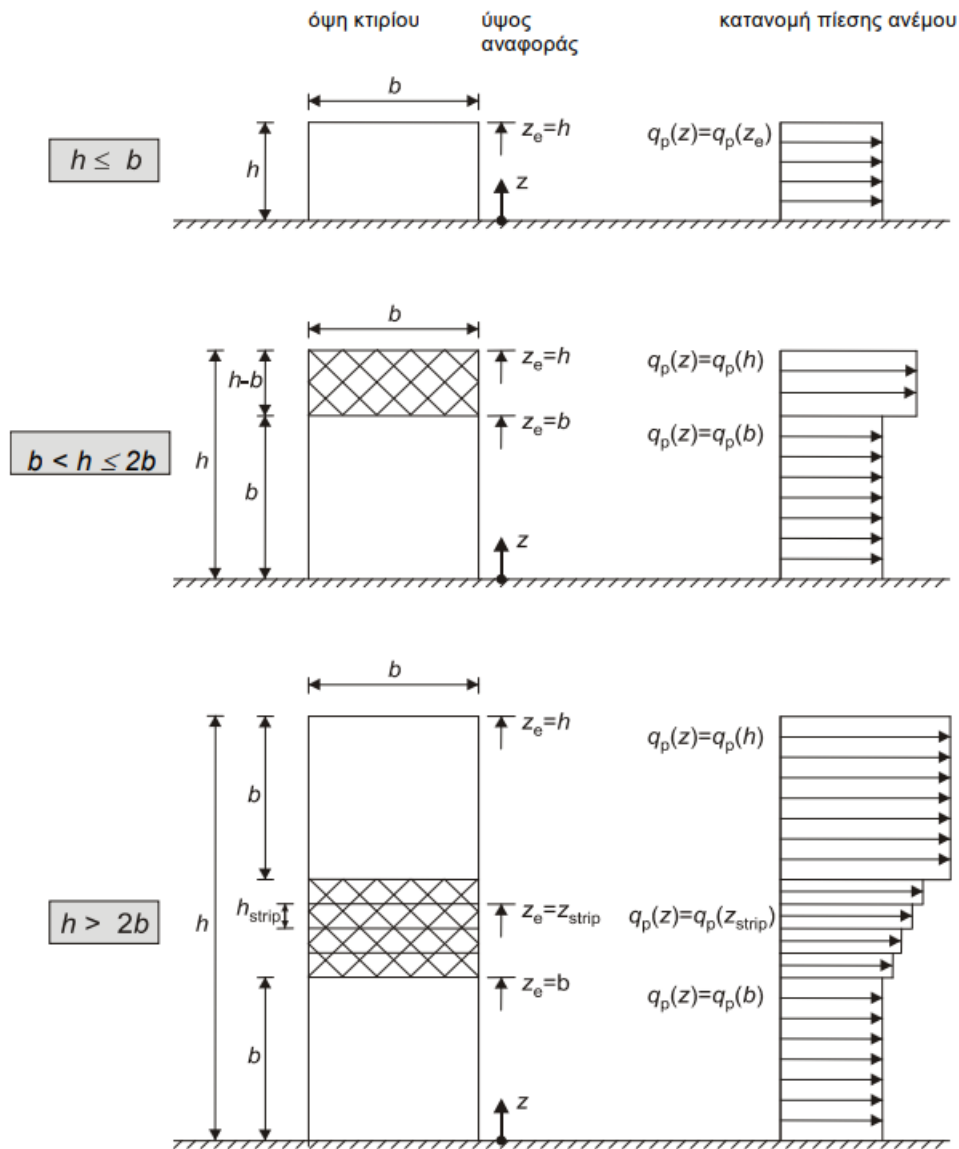 όψη κτιρίου
ύψος
αναφοράς
κατανομή πίεσης ανέμου
b
h ≤ b
h
z_e=h
z
q_p(z)=q_p(z_e)
b
b < h ≤ 2b
h
h-b
b
z_e=h
z_e=b
z
q_p(z)=q_p(h)
q_p(z)=q_p(b)
b
h > 2b
h
b
h_strip
b
z_e=h
z_e=z_strip
z_e=b
z
q_p(z)=q_p(h)
q_p(z)=q_p(z_strip)
q_p(z)=q_p(b)